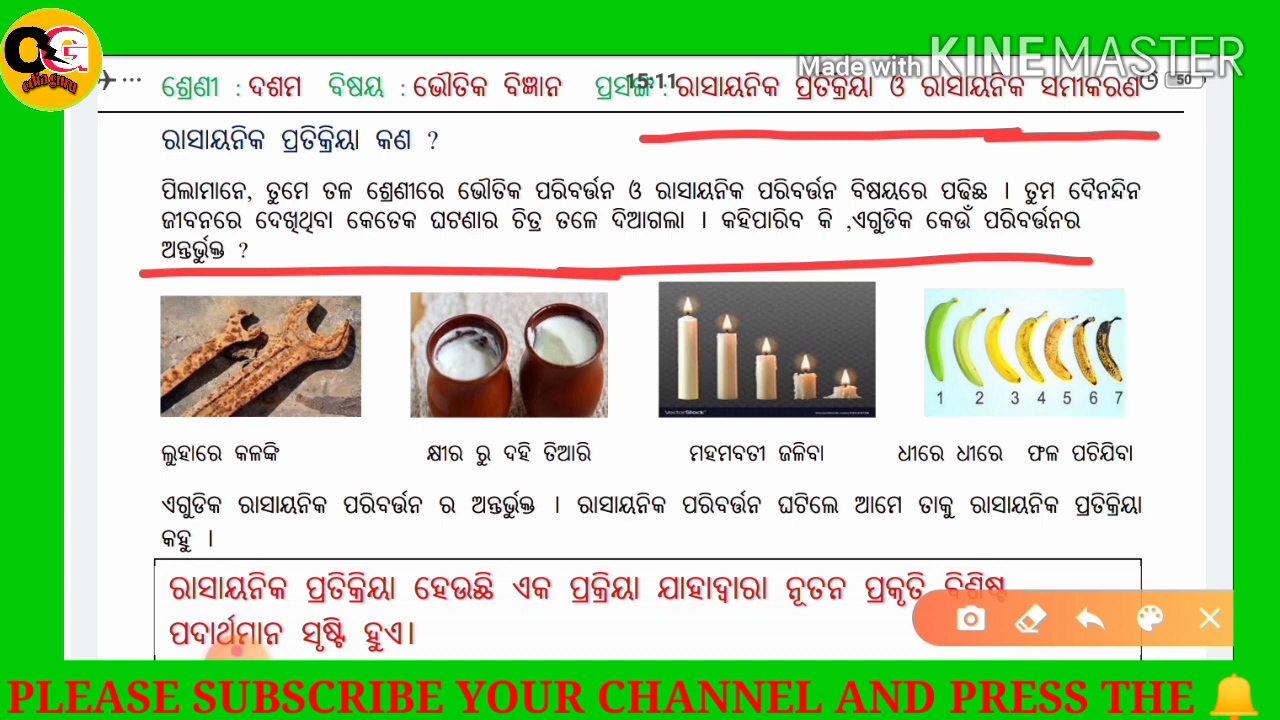 Made with KINEMASTER
15:11
50
ଶ୍ରେଣୀ : ଦଶମ ବିଷୟ : ଭୌତିକ ବିଜ୍ଞାନ ପ୍ରସଙ୍ଗ : ରାସାୟନିକ ପ୍ରତିକ୍ରିୟା ଓ ରାସାୟନିକ ସମୀକରଣ
ରାସାୟନିକ ପ୍ରତିକ୍ରିୟା କଣ ?
ପିଲାମାନେ, ତୁମେ ତଳ ଶ୍ରେଣୀରେ ଭୌତିକ ପରିବର୍ତ୍ତନ ଓ ରାସାୟନିକ ପରିବର୍ତ୍ତନ ବିଷୟରେ ପଢ଼ିଛ । ତୁମ ଦୈନନ୍ଦିନ
ଜୀବନରେ ଦେଖିଥିବା କେତେକ ଘଟଣାର ଚିତ୍ର ତଳେ ଦିଆଗଲା । କହିପାରିବ କି ,ଏଗୁଡିକ କେଉଁ ପରିବର୍ତ୍ତନର
ଅନ୍ତର୍ଭୁକ୍ତ ?
VectorStock
1 2 3 4 5 6 7
ଲୁହାରେ କଳଙ୍କି କ୍ଷୀର ରୁ ଦହି ତିଆରି ମହମବତୀ ଜଳିବା ଧୀରେ ଧୀରେ ଫଳ ପଚିଯିବା
ଏଗୁଡିକ ରାସାୟନିକ ପରିବର୍ତ୍ତନ ର ଅନ୍ତର୍ଭୁକ୍ତ । ରାସାୟନିକ ପରିବର୍ତ୍ତନ ଘଟିଲେ ଆମେ ତାକୁ ରାସାୟନିକ ପ୍ରତିକ୍ରିୟା
କହୁ ।
ରାସାୟନିକ ପ୍ରତିକ୍ରିୟା ହେଉଛି ଏକ ପ୍ରକ୍ରିୟା ଯାହାଦ୍ୱାରା ନୂତନ ପ୍ରକୃତି ବିଶିଷ୍ଟ
ପଦାର୍ଥମାନ ସୃଷ୍ଟି ହୁଏ।
PLEASE SUBSCRIBE YOUR CHANNEL AND PRESS THE